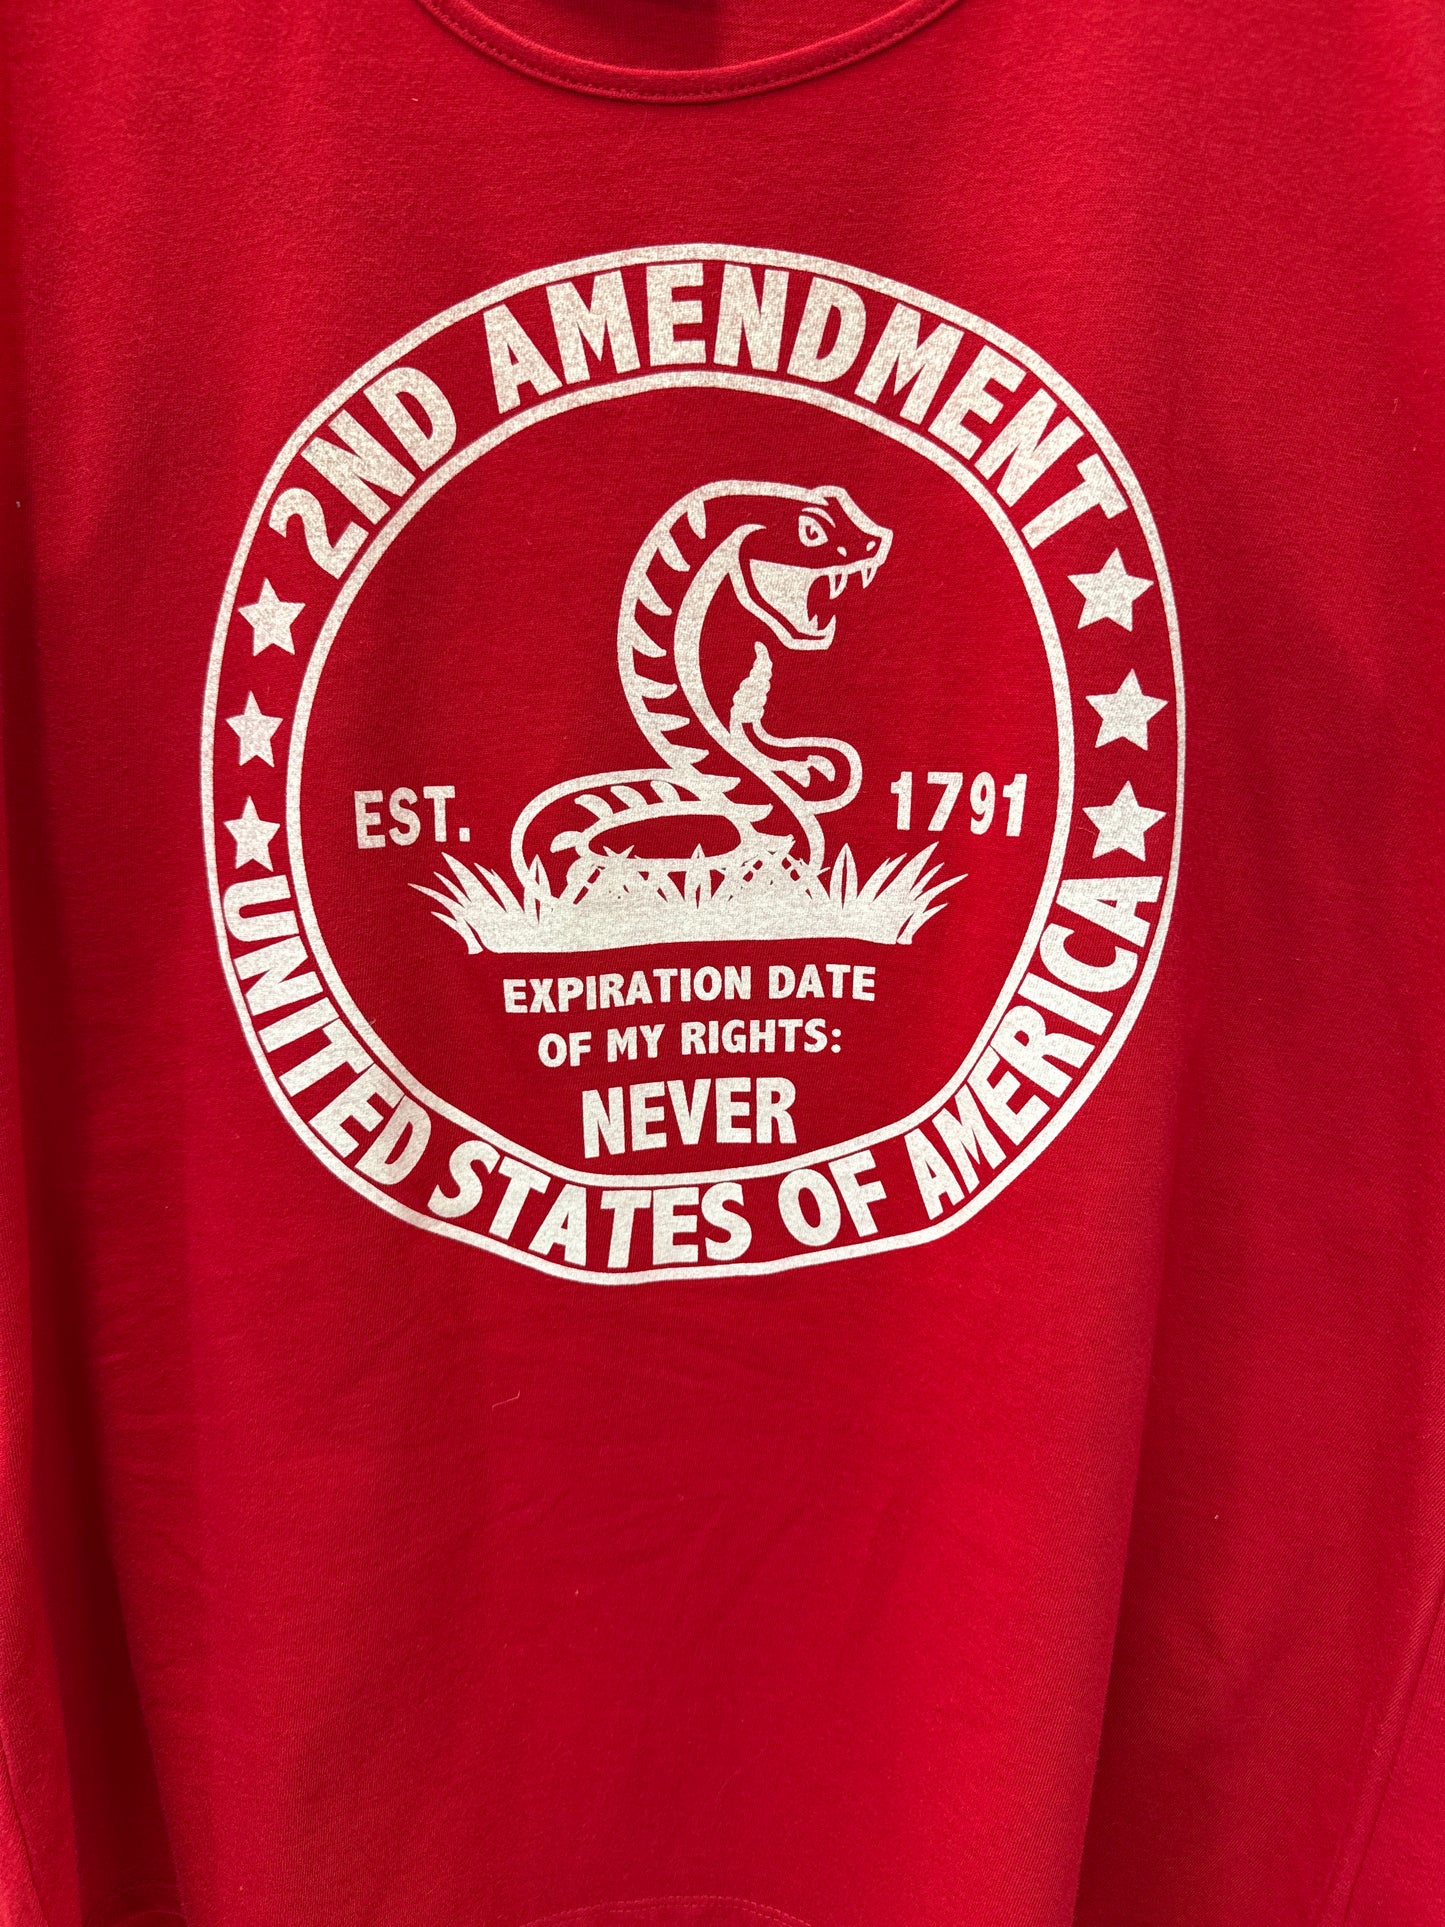 2ND AMENDMENT
EST. 1791
EXPIRATION DATE
OF MY RIGHTS:
NEVER
UNITED STATES OF AMERICA